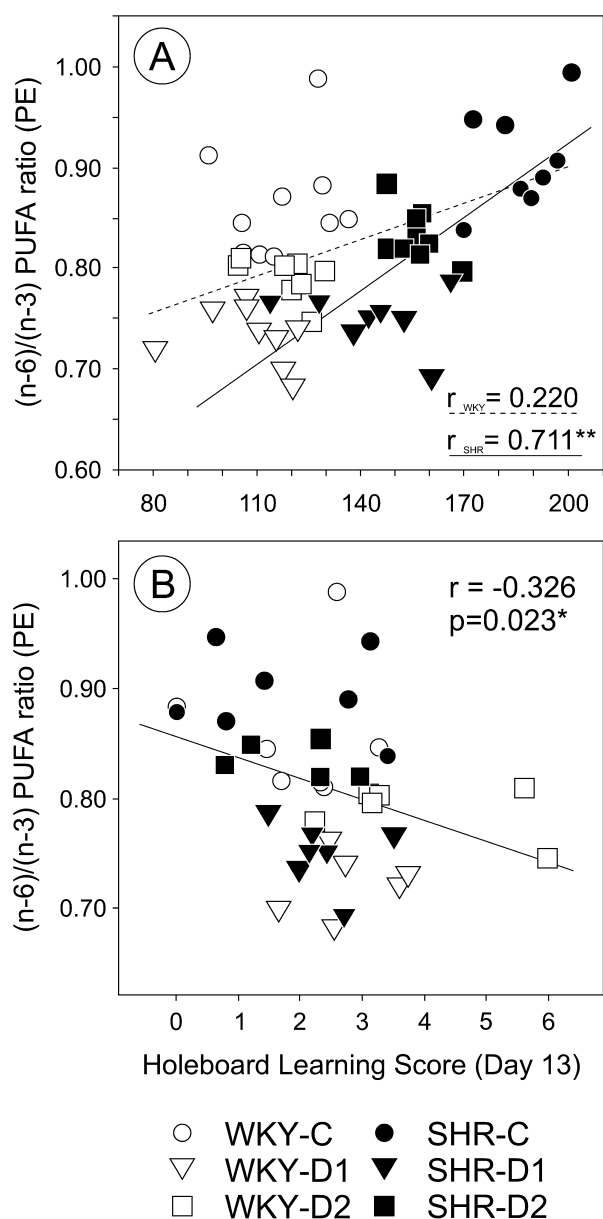 A
(n-6)/(n-3) PUFA ratio (PE)
1.00
0.90
0.80
0.70
0.60
r WKY = 0.220
r SHR = 0.711**
80 110 140 170 200
B
(n-6)/(n-3) PUFA ratio (PE)
r = -0.326
p=0.023*
1.00
0.90
0.80
0.70
0 1 2 3 4 5 6
Holeboard Learning Score (Day 13)
WKY-C SHR-C
WKY-D1 SHR-D1
WKY-D2 SHR-D2